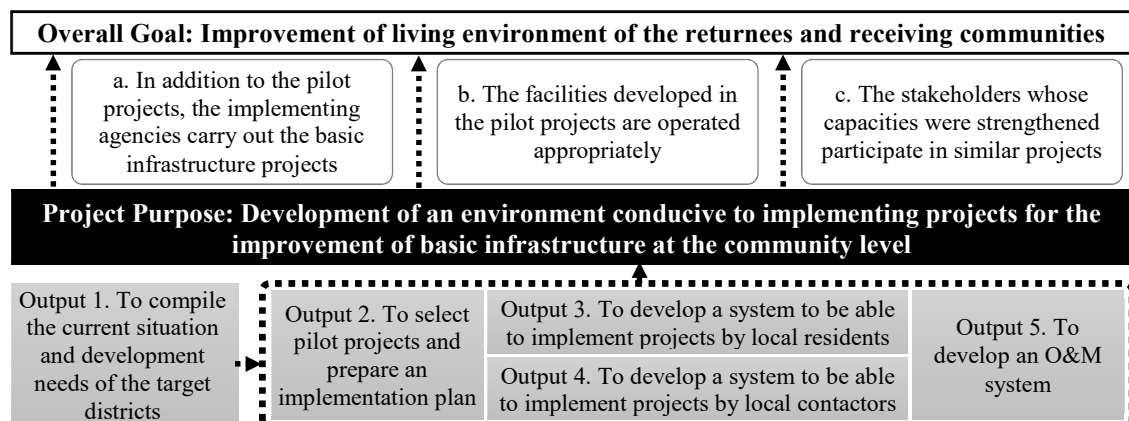 Overall Goal: Improvement of living environment of the returnees and receiving communities
a. In addition to the pilot
projects, the implementing
agencies carry out the basic
infrastructure projects
b. The facilities developed in
the pilot projects are operated
appropriately
c. The stakeholders whose
capacities were strengthened
participate in similar projects
Project Purpose: Development of an environment conducive to implementing projects for the
improvement of basic infrastructure at the community level
Output 1. To compile
the current situation
and development
needs of the target
districts
Output 2. To select
pilot projects and
prepare an
implementation plan
Output 3. To develop a system to be able
to implement projects by local residents
Output 4. To develop a system to be able
to implement projects by local contactors
Output 5. To
develop an O&M
system